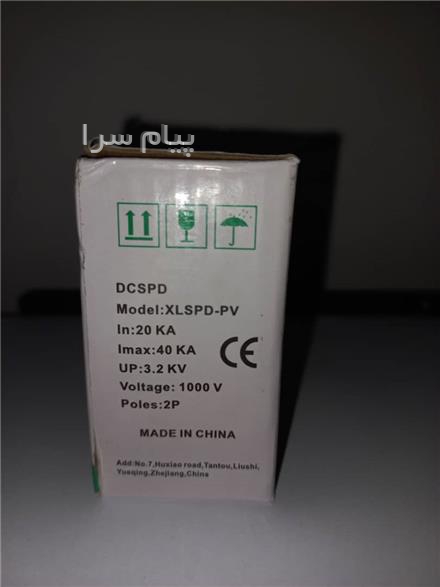 پیام سرا
DCSPD
Model:XLSPD-PV
In:20 KA
Imax:40 KA
UP:3.2 KV
Voltage: 1000 V
Poles:2P
CE
MADE IN CHINA
Add:No.7,Huxiao road,Tantou,Liushi,
Yueqing,Zhejiang,China